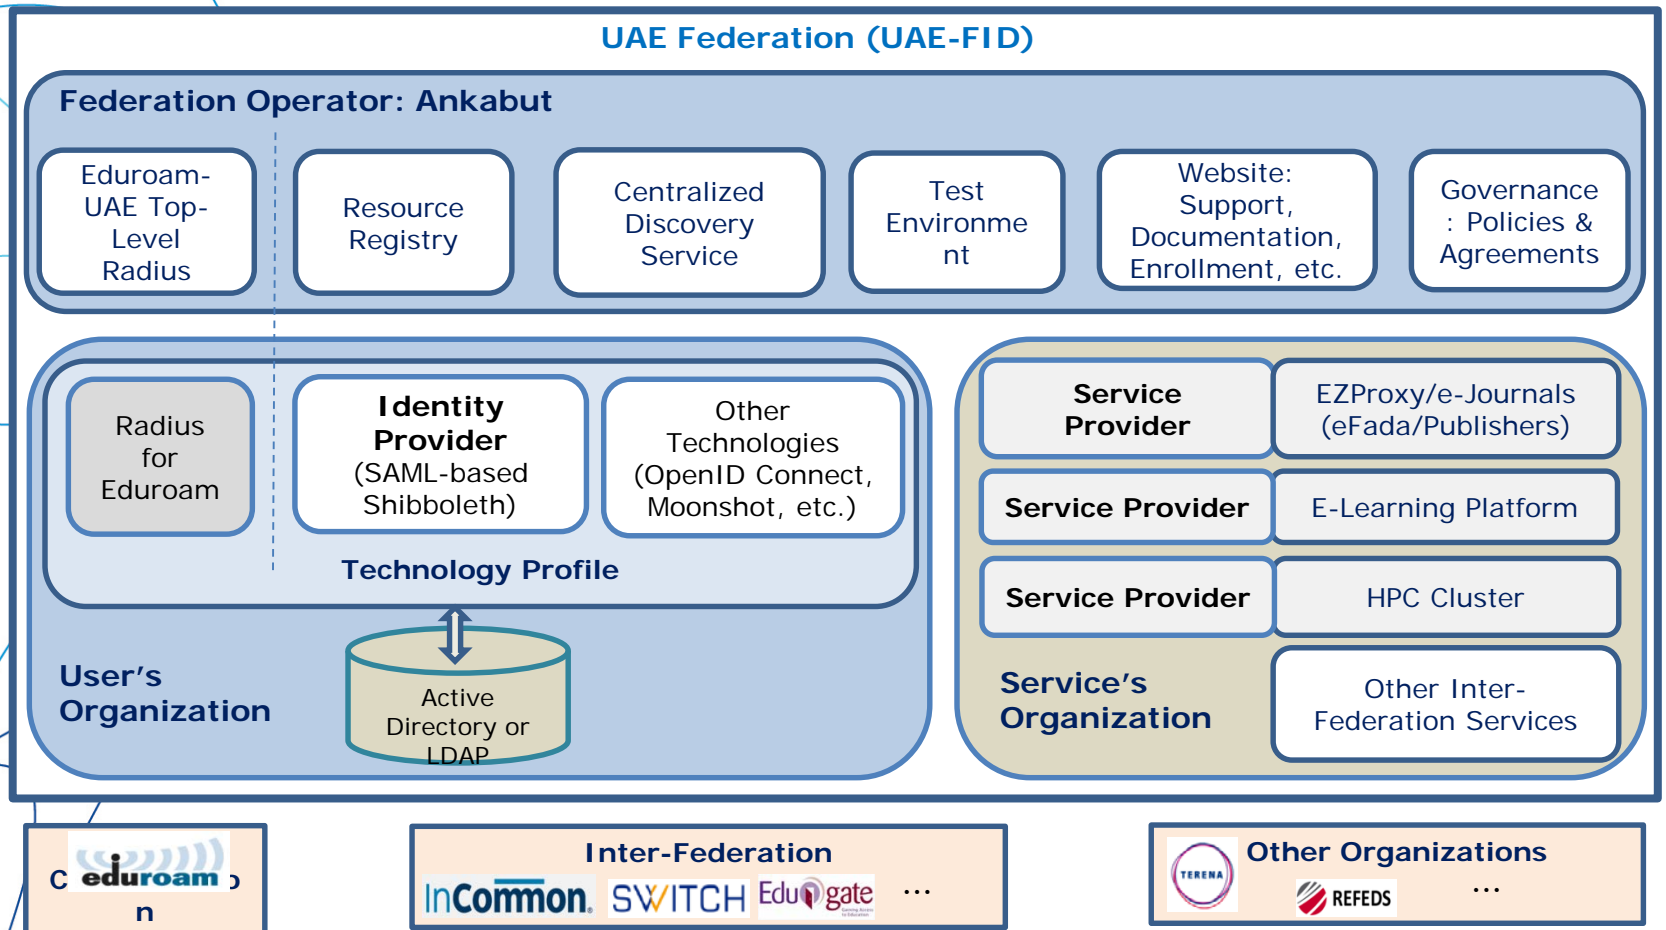 UAE Federation (UAE-FID)
Federation Operator: Ankabut
Eduroam-
UAE Top-
Level
Radius
Resource
Registry
Centralized
Discovery
Service
Test
Environme
nt
Website:
Support,
Documentation,
Enrollment, etc.
Governance
: Policies &
Agreements
Radius
for
Eduroam
Identity
Provider
(SAML-based
Shibboleth)
Other
Technologies
(OpenID Connect,
Moonshot, etc.)
Technology Profile
User’s
Organization
Active
Directory or
LDAP
Service
Provider
EZProxy/e-Journals
(eFada/Publishers)
Service Provider
E-Learning Platform
Service Provider
HPC Cluster
Service’s
Organization
Other Inter-
Federation Services
eduroam
n
Inter-Federation
InCommon.
SWITCH
Edugate
...
Other Organizations
TERENA
REFEDS
...